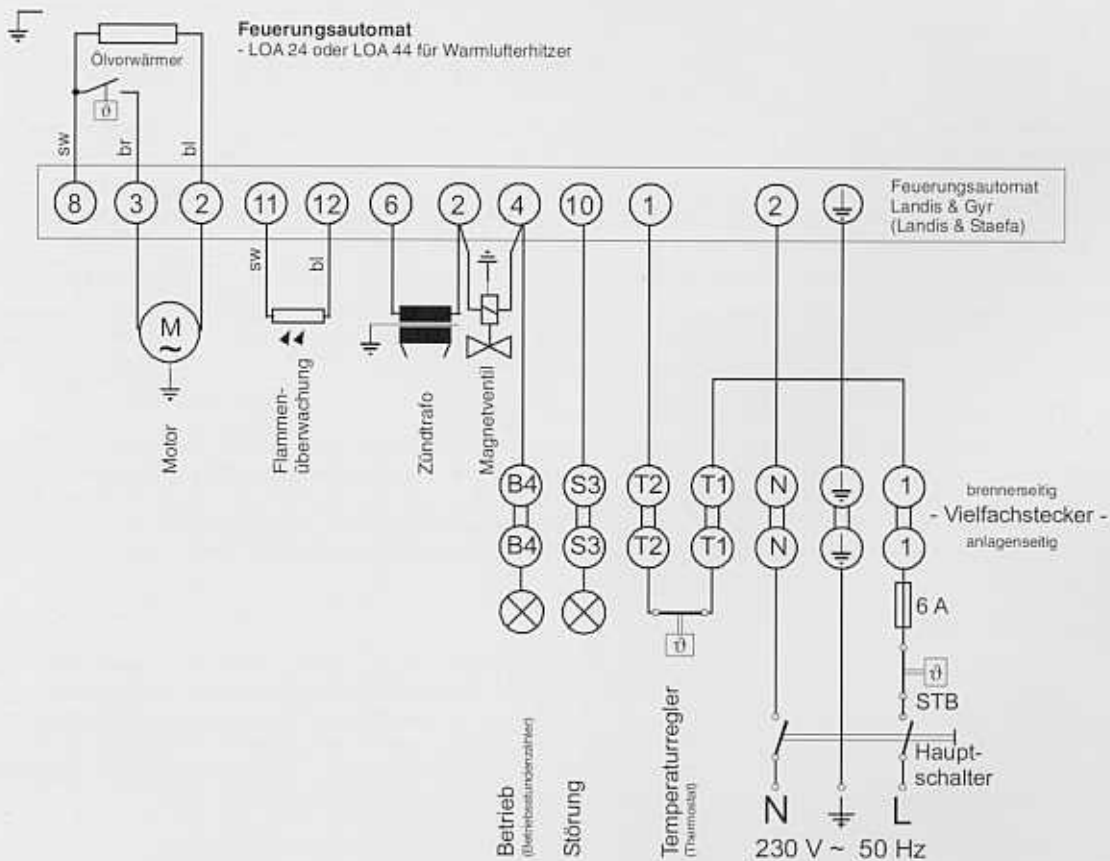 Feuerungsautomat
- LOA 24 oder LOA 44 für Warmlufterhitzer
Ölvorwärmer
ϑ
sw
br
bl
8
3
2
11
12
6
2
4
10
1
2
Feuerungsautomat
Landis & Gyr
(Landis & Staefa)
sw
bl
M
~
Motor
Flammen-
überwachung
Zündtrafo
Magnetventil
B4
S3
T2
T1
N
1
brennerseitig
- Vielfachstecker -
anlagenseitig
B4
S3
T2
T1
N
1
6 A
ϑ
ϑ
STB
Haupt-
schalter
Betrieb
(Betriebsstundenzähler)
Störung
Temperaturregler
(Thermostat)
N
L
230 V ~ 50 Hz